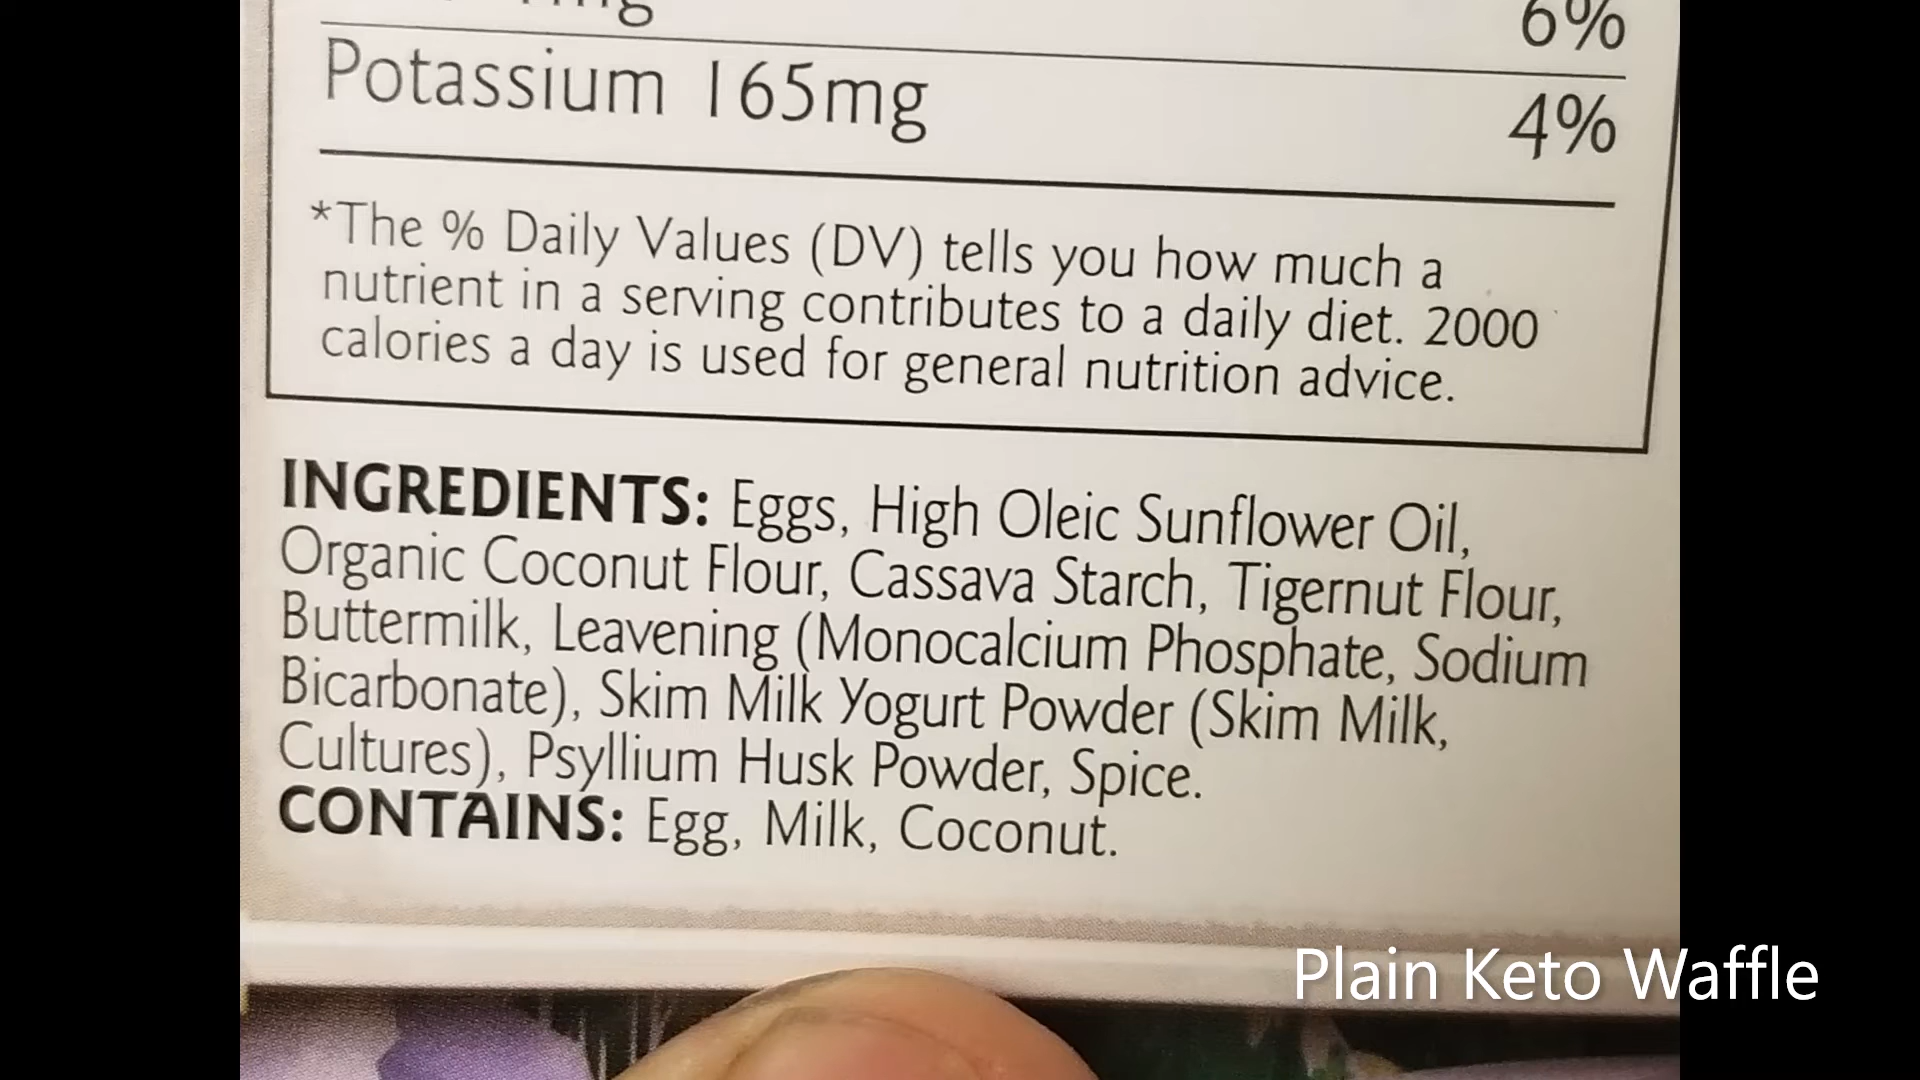 6%
Potassium 165mg 4%
*The % Daily Values (DV) tells you how much a
nutrient in a serving contributes to a daily diet. 2000
calories a day is used for general nutrition advice.
INGREDIENTS: Eggs, High Oleic Sunflower Oil,
Organic Coconut Flour, Cassava Starch, Tigernut Flour,
Buttermilk, Leavening (Monocalcium Phosphate, Sodium
Bicarbonate), Skim Milk Yogurt Powder (Skim Milk,
Cultures), Psyllium Husk Powder, Spice.
CONTAINS: Egg, Milk, Coconut.
Plain Keto Waffle